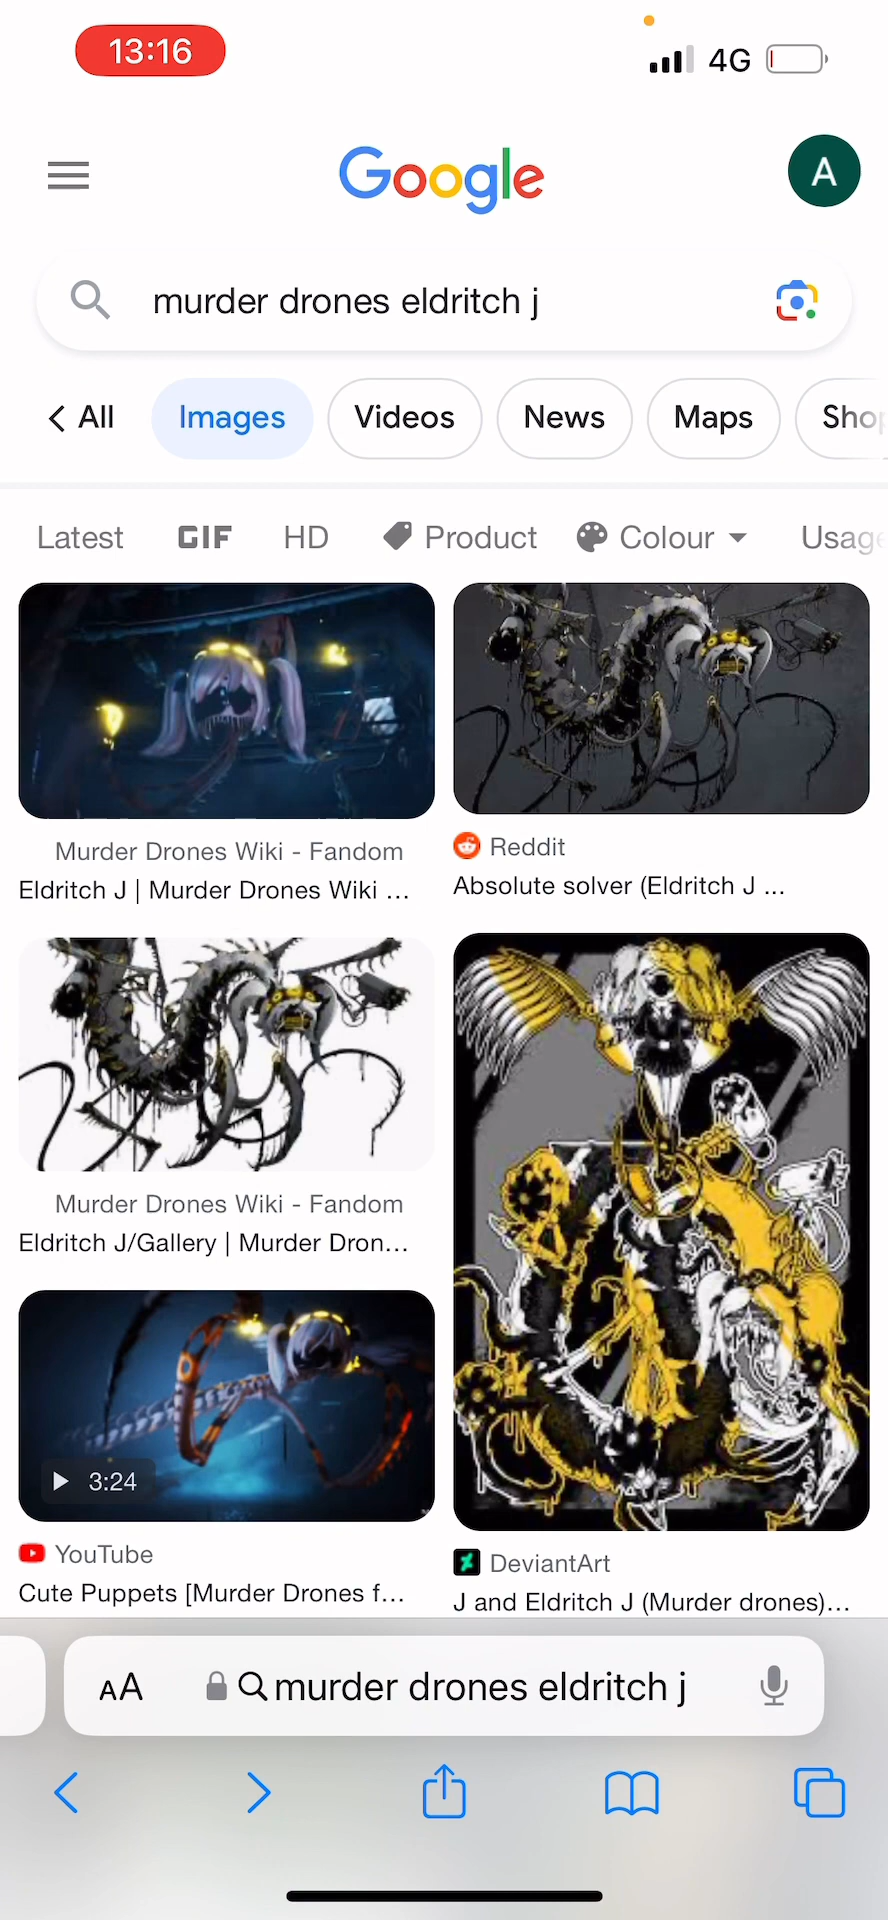 13:16
4G
Google
A
murder drones eldritch j
All
Images
Videos
News
Maps
Shop
Latest
GIF
HD
Product
Colour
Usage
Murder Drones Wiki - Fandom
Eldritch J | Murder Drones Wiki ...
Reddit
Absolute solver (Eldritch J ...
Murder Drones Wiki - Fandom
Eldritch J/Gallery | Murder Dron...
3:24
YouTube
Cute Puppets [Murder Drones f...
DeviantArt
J and Eldritch J (Murder drones)...
AA
murder drones eldritch j